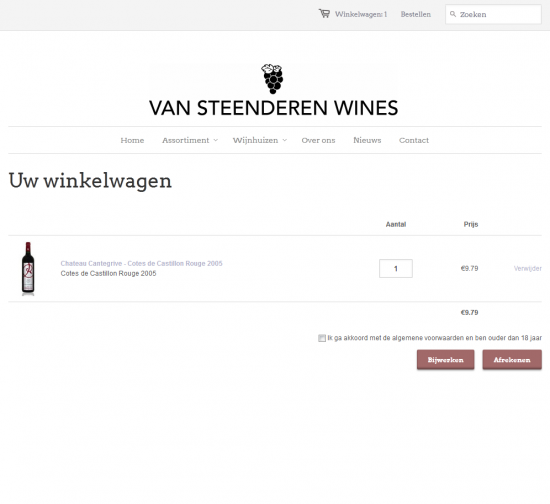 Winkelwagen: 1 Bestellen Zoeken
VAN STEENDEREN WINES
Home Assortiment Wijnhuizen Over ons Nieuws Contact
Uw winkelwagen
Aantal Prijs
Chateau Cantegrive - Cotes de Castillon Rouge 2005
Cotes de Castillon Rouge 2005
1 €9.79 Verwijder
€9.79
Ik ga akkoord met de algemene voorwaarden en ben ouder dan 18 jaar
Bijwerken Afrekenen